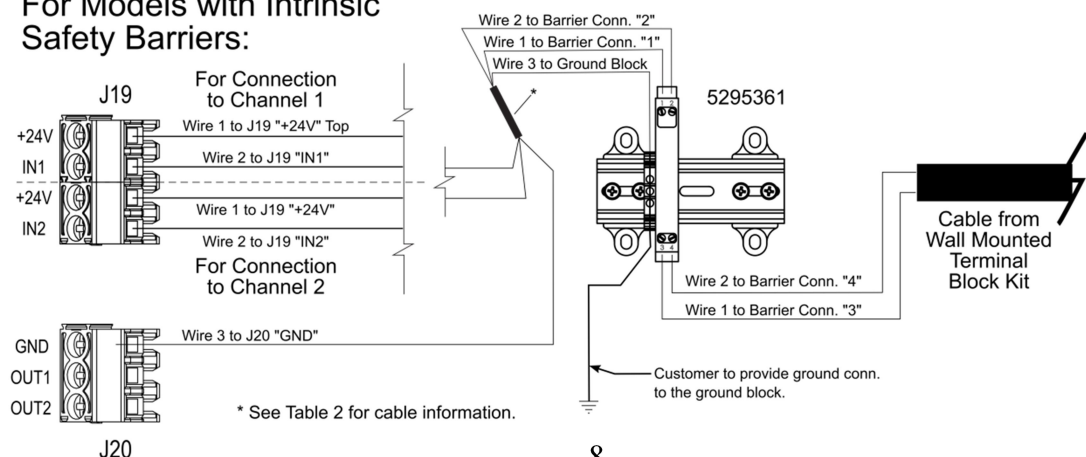 For Models with Intrinsic
Safety Barriers:
For Connection
to Channel 1
J19
+24V
IN1
+24V
IN2
Wire 1 to J19 "+24V" Top
Wire 2 to J19 "IN1"
Wire 1 to J19 "+24V"
Wire 2 to J19 "IN2"
For Connection
to Channel 2
Wire 3 to J20 "GND"
GND
OUT1
OUT2
J20
* See Table 2 for cable information.
Wire 2 to Barrier Conn. "2"
Wire 1 to Barrier Conn. "1"
Wire 3 to Ground Block
*
1 2
5295361
3 4
Wire 2 to Barrier Conn. "4"
Wire 1 to Barrier Conn. "3"
Cable from
Wall Mounted
Terminal
Block Kit
Customer to provide ground conn.
to the ground block.
8